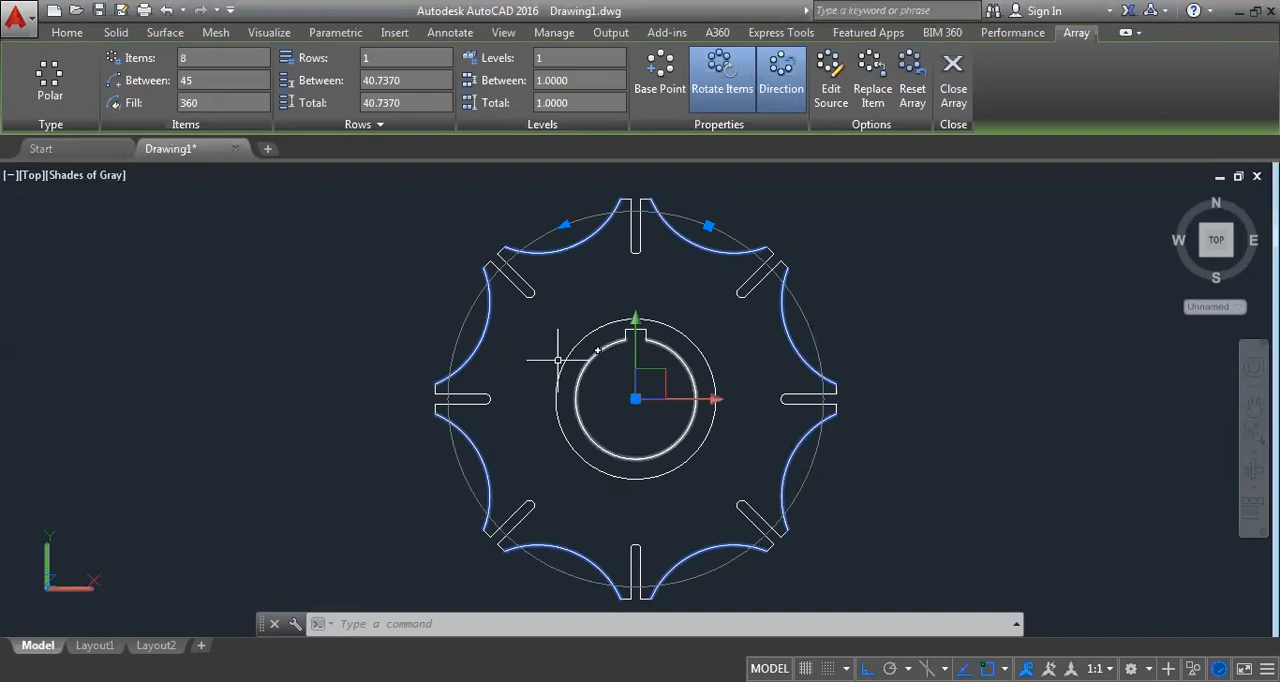 Autodesk AutoCAD 2016 Drawing1.dwg
Type a keyword or phrase
Sign In
Home Insert Solid Surface Mesh Visualize Parametric Insert Annotate View Manage Output Add-ins A360 Express Tools Featured Apps BIM 360 Performance Array
Items: 8 Rows: 1 Levels: 1
Between: 45 Between: 40.7370 Between: 1.0000
Fill: 360 Total: 40.7370 Total: 1.0000
Polar
Base Point Rotate Items Direction
Edit Source Replace Item Reset Array Close Array
Type Items Rows Levels Properties Options Close
Start Drawing1*
[−][Top][Shades of Gray]
N
W TOP E
S
Unnamed
Y
X
Z
Type a command
Model Layout1 Layout2
MODEL 1:1